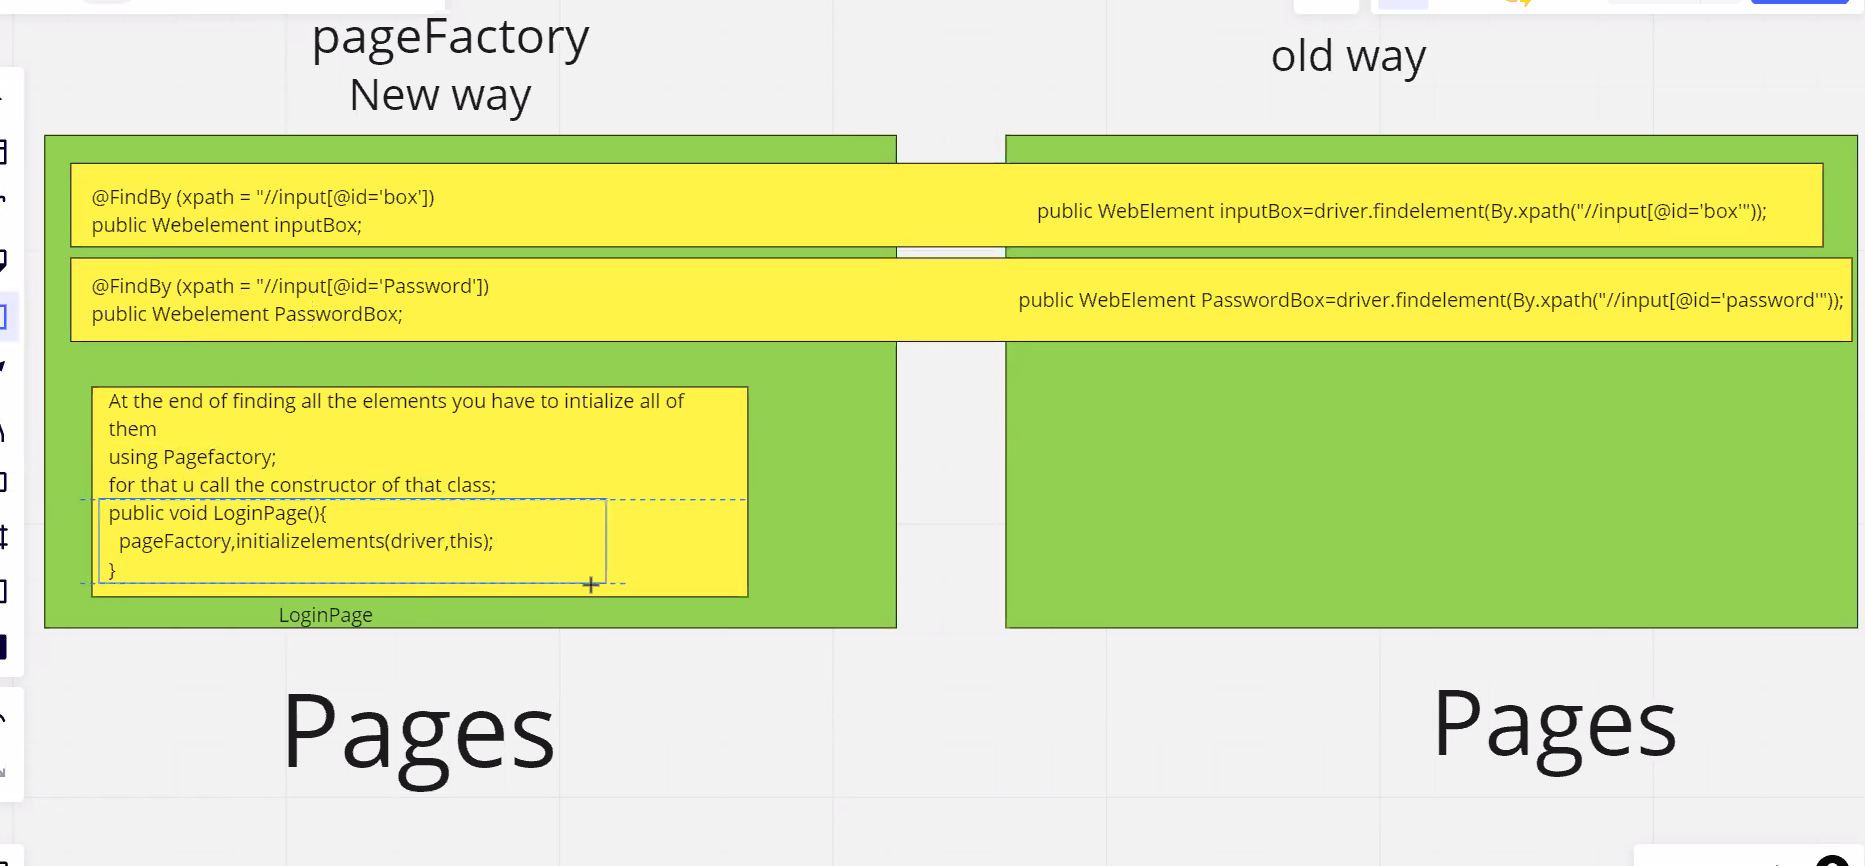 pageFactory
New way
old way
@FindBy (xpath = "//input[@id='box'])
public Webelement inputBox;
public WebElement inputBox=driver.findelement(By.xpath("//input[@id='box'"));
@FindBy (xpath = "//input[@id='Password'])
public Webelement PasswordBox;
public WebElement PasswordBox=driver.findelement(By.xpath("//input[@id='password'"));
At the end of finding all the elements you have to intialize all of
them
using Pagefactory;
for that u call the constructor of that class;
public void LoginPage(){
pageFactory,initializelements(driver,this);
}
LoginPage
Pages
Pages